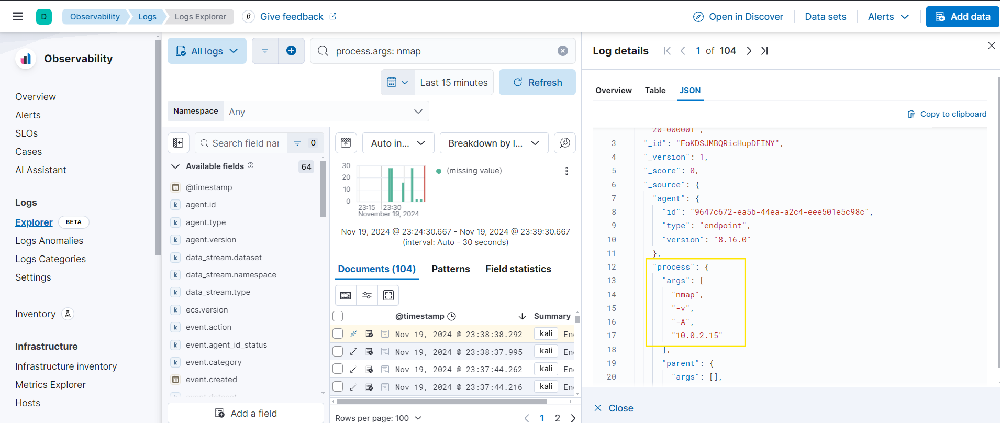 D
Observability
Logs
Logs Explorer
β
Give feedback
Open in Discover
Data sets
Alerts
Add data
Observability
Overview
Alerts
SLOs
Cases
AI Assistant
Logs
Explorer
BETA
Logs Anomalies
Logs Categories
Settings
Inventory
Infrastructure
Infrastructure inventory
Metrics Explorer
Hosts
All logs
process.args: nmap
Last 15 minutes
Refresh
Namespace
Any
Search field nar
0
Available fields
64
@timestamp
k agent.id
k agent.type
k agent.version
k data_stream.dataset
k data_stream.namespace
k data_stream.type
k ecs.version
k event.action
k event.agent_id_status
k event.category
event.created
k event.dataset
Add a field
Auto in...
Breakdown by l...
30
20
10
0
23:15
23:30
November 19, 2024
(missing value)
Nov 19, 2024 @ 23:24:30.667 - Nov 19, 2024 @ 23:39:30.667
(interval: Auto - 30 seconds)
Documents (104)
Patterns
Field statistics
@timestamp
Summary
Nov 19, 2024 @ 23:38:38.292 kali En
Nov 19, 2024 @ 23:38:37.995 kali En
Nov 19, 2024 @ 23:37:44.262 kali En
Nov 19, 2024 @ 23:37:44.216 kali En
Rows per page: 100
1 2
Log details
1 of 104
Overview
Table
JSON
Copy to clipboard
20-000001",
3 "_id": "FoKDSJMBQRicHupDFINY",
4 "_version": 1,
5 "_score": 0,
6 "_source": {
7 "agent": {
8 "id": "9647c672-ea5b-44ea-a2c4-eee501e5c98c",
9 "type": "endpoint",
10 "version": "8.16.0"
11 },
12 "process": {
13 "args": [
14 "nmap",
15 "-v",
16 "-A",
17 "10.0.2.15"
18 ],
19 "parent": {
20 "args": [],
Close